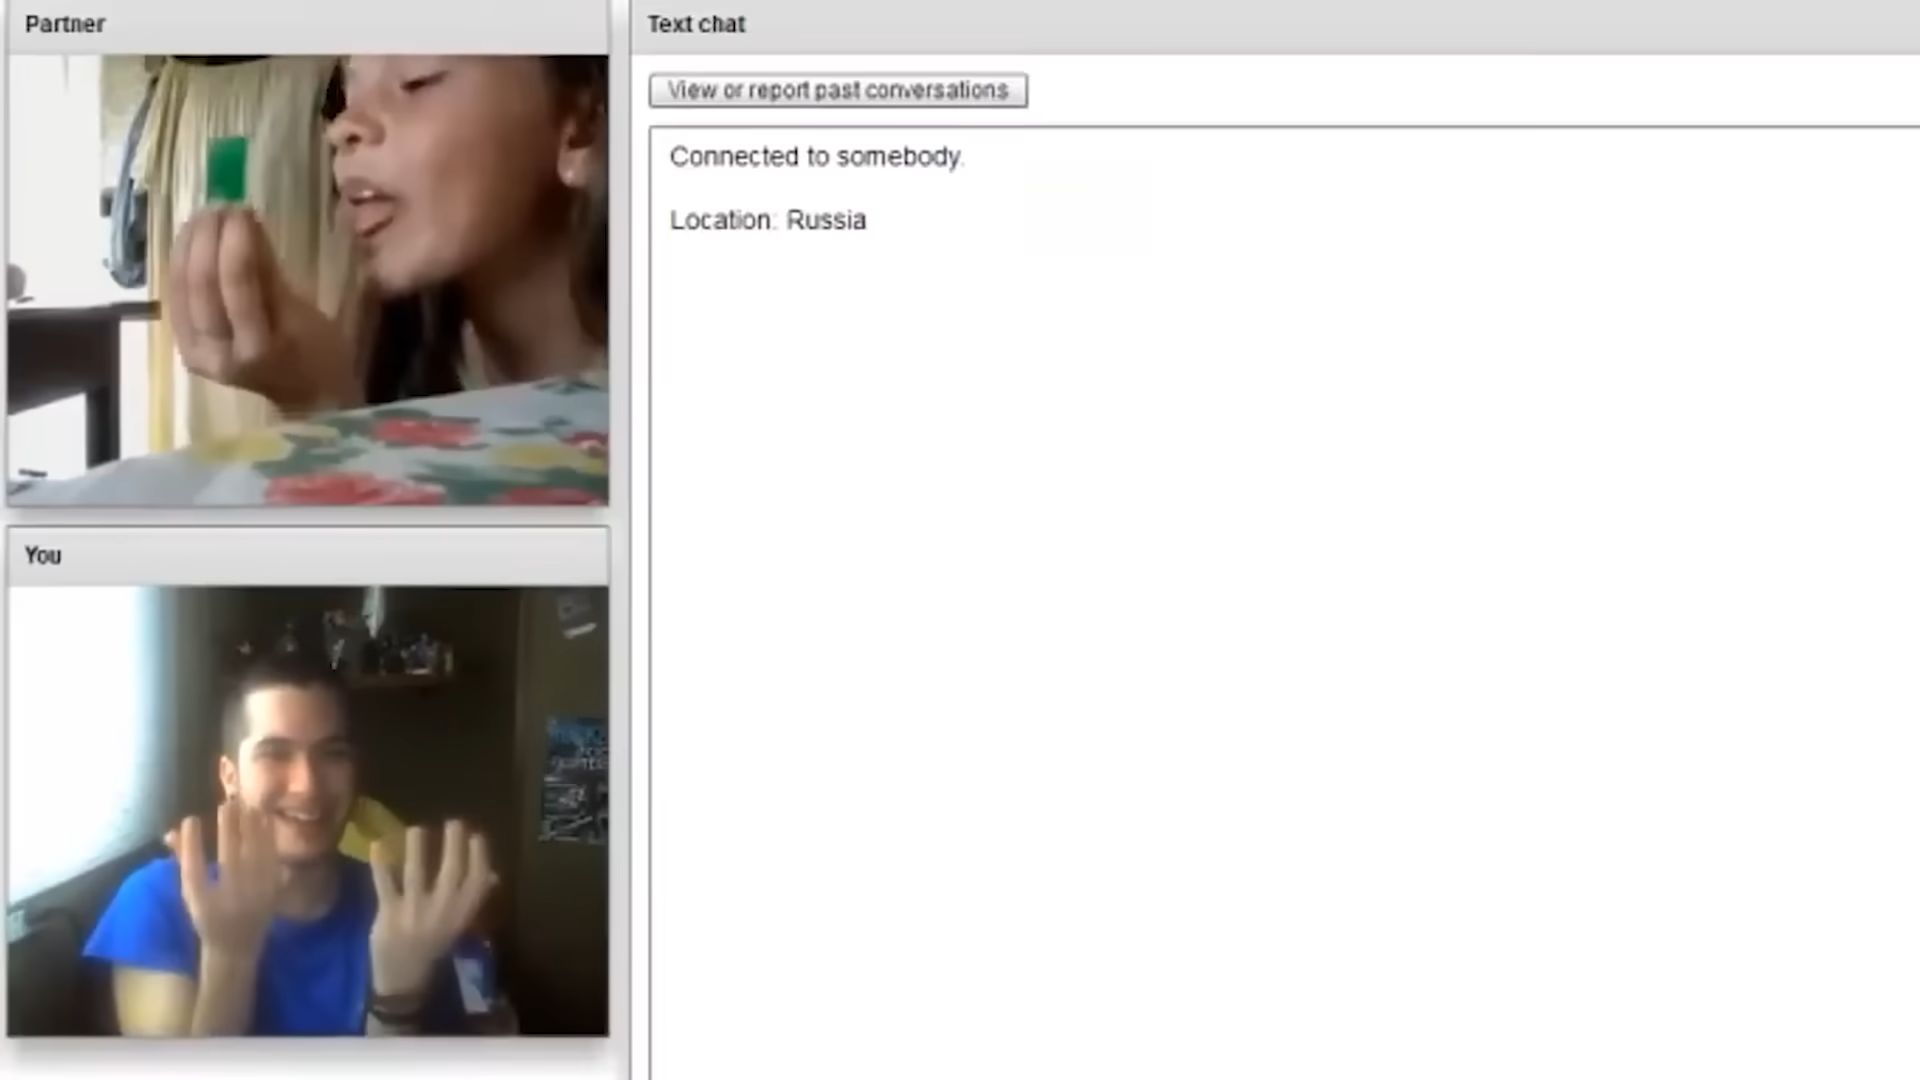 Partner
Text chat
View or report past conversations
Connected to somebody.
Location: Russia
You